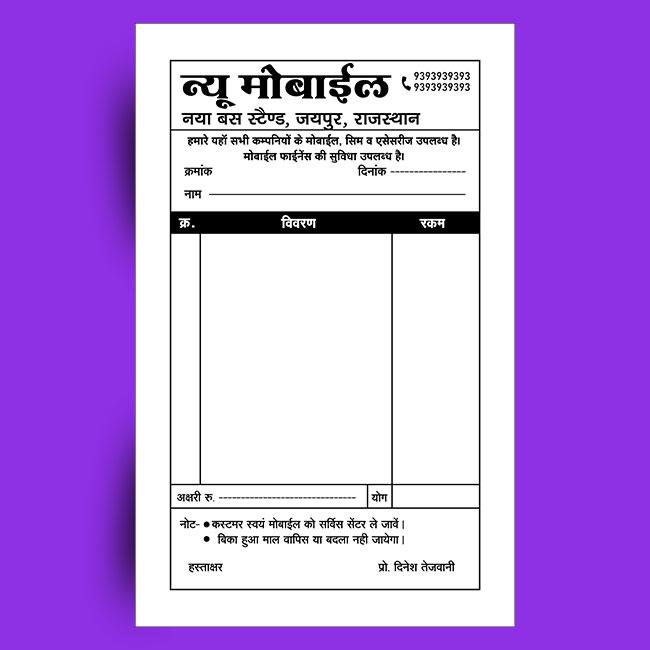 न्यू मोबाईल 9393939393
9393939393
नया बस स्टैण्ड, जयपुर, राजस्थान
हमारे यहाँ सभी कम्पनियों के मोबाईल, सिम व एसेसरीज उपलब्ध है।
मोबाईल फाईनेंस की सुविधा उपलब्ध है।
क्रमांक दिनांक ----------------
नाम
क्र. विवरण रकम
अक्षरी रु. -------------------------------- योग
नोट- ● कस्टमर स्वयं मोबाईल को सर्विस सेंटर ले जावें।
● बिका हुआ माल वापिस या बदला नही जायेगा।
हस्ताक्षर प्रो. दिनेश तेजवानी